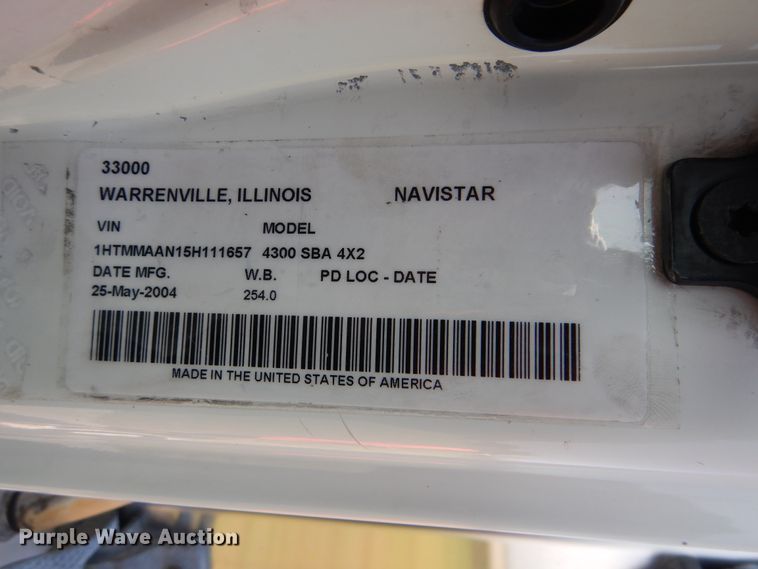 33000
WARRENVILLE, ILLINOIS NAVISTAR
VIN MODEL
1HTMMAAN15H111657 4300 SBA 4X2
DATE MFG. W.B. PD LOC - DATE
25-May-2004 254.0
MADE IN THE UNITED STATES OF AMERICA
Purple Wave Auction